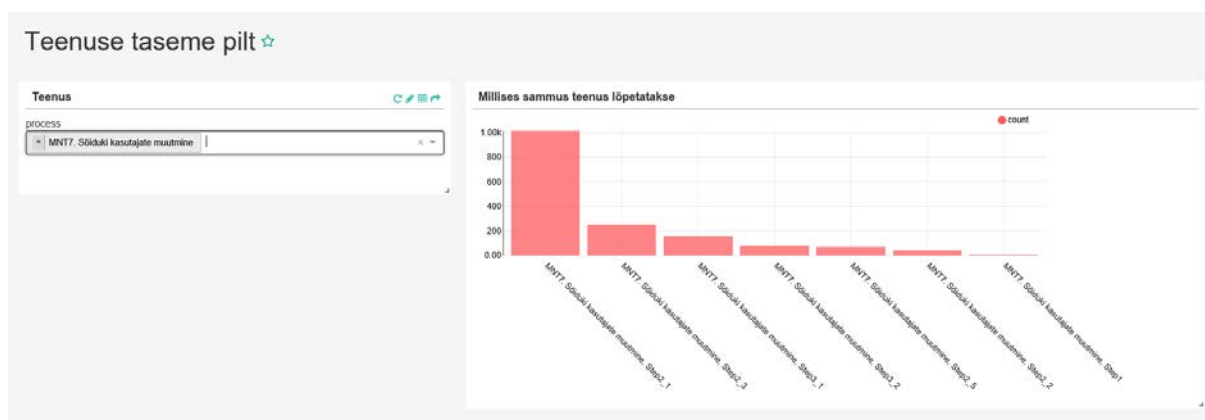 Teenuse taseme pilt
Teenus
process
MNT7. Sõiduki kasutajate muutmine
Millises sammus teenus lõpetatakse
count
1.00k
800
600
400
200
0.00
MNT7. Sõiduki kasutajate muutmine, Step2_1
MNT7. Sõiduki kasutajate muutmine, Step2_3
MNT7. Sõiduki kasutajate muutmine, Step3_1
MNT7. Sõiduki kasutajate muutmine, Step3_2
MNT7. Sõiduki kasutajate muutmine, Step2_5
MNT7. Sõiduki kasutajate muutmine, Step2_2
MNT7. Sõiduki kasutajate muutmine, Step1